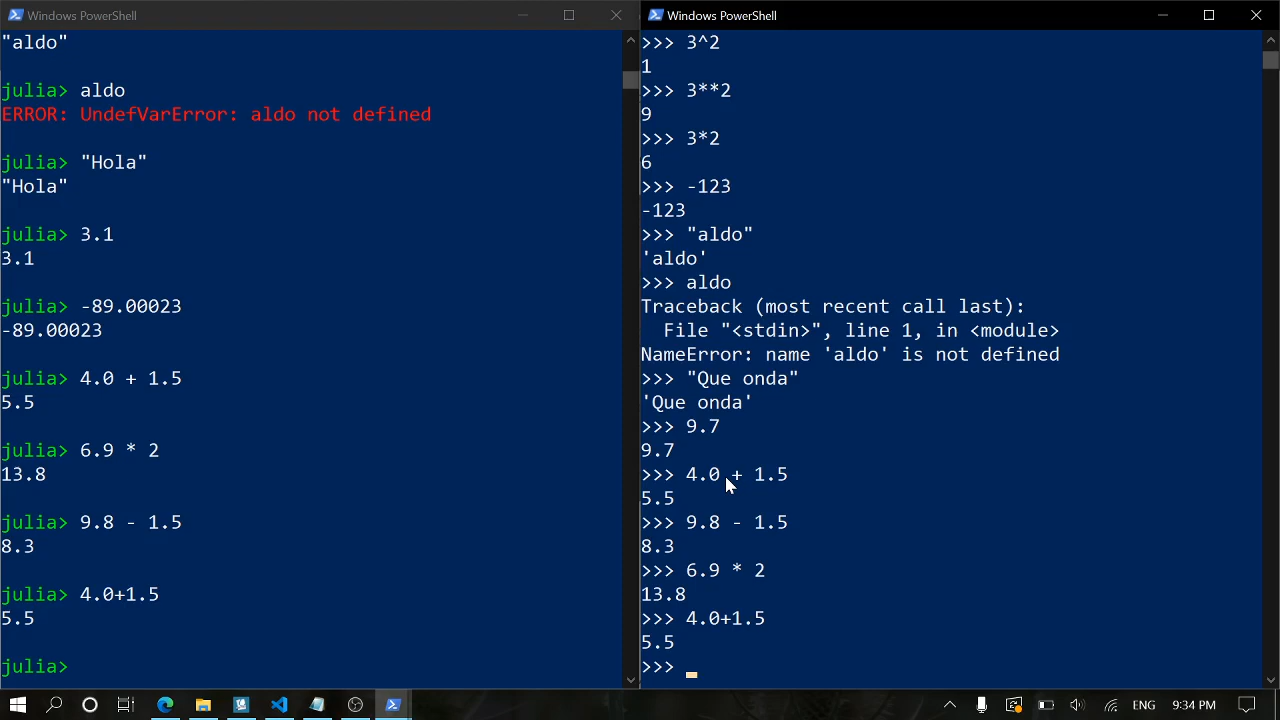 Windows PowerShell
"aldo"
julia> aldo
ERROR: UndefVarError: aldo not defined
julia> "Hola"
"Hola"
julia> 3.1
3.1
julia> -89.00023
-89.00023
julia> 4.0 + 1.5
5.5
julia> 6.9 * 2
13.8
julia> 9.8 - 1.5
8.3
julia> 4.0+1.5
5.5
julia>
Windows PowerShell
>>> 3^2
1
>>> 3**2
9
>>> 3*2
6
>>> -123
-123
>>> "aldo"
'aldo'
>>> aldo
Traceback (most recent call last):
  File "<stdin>", line 1, in <module>
NameError: name 'aldo' is not defined
>>> "Que onda"
'Que onda'
>>> 9.7
9.7
>>> 4.0 + 1.5
5.5
>>> 9.8 - 1.5
8.3
>>> 6.9 * 2
13.8
>>> 4.0+1.5
5.5
>>>
ENG 9:34 PM